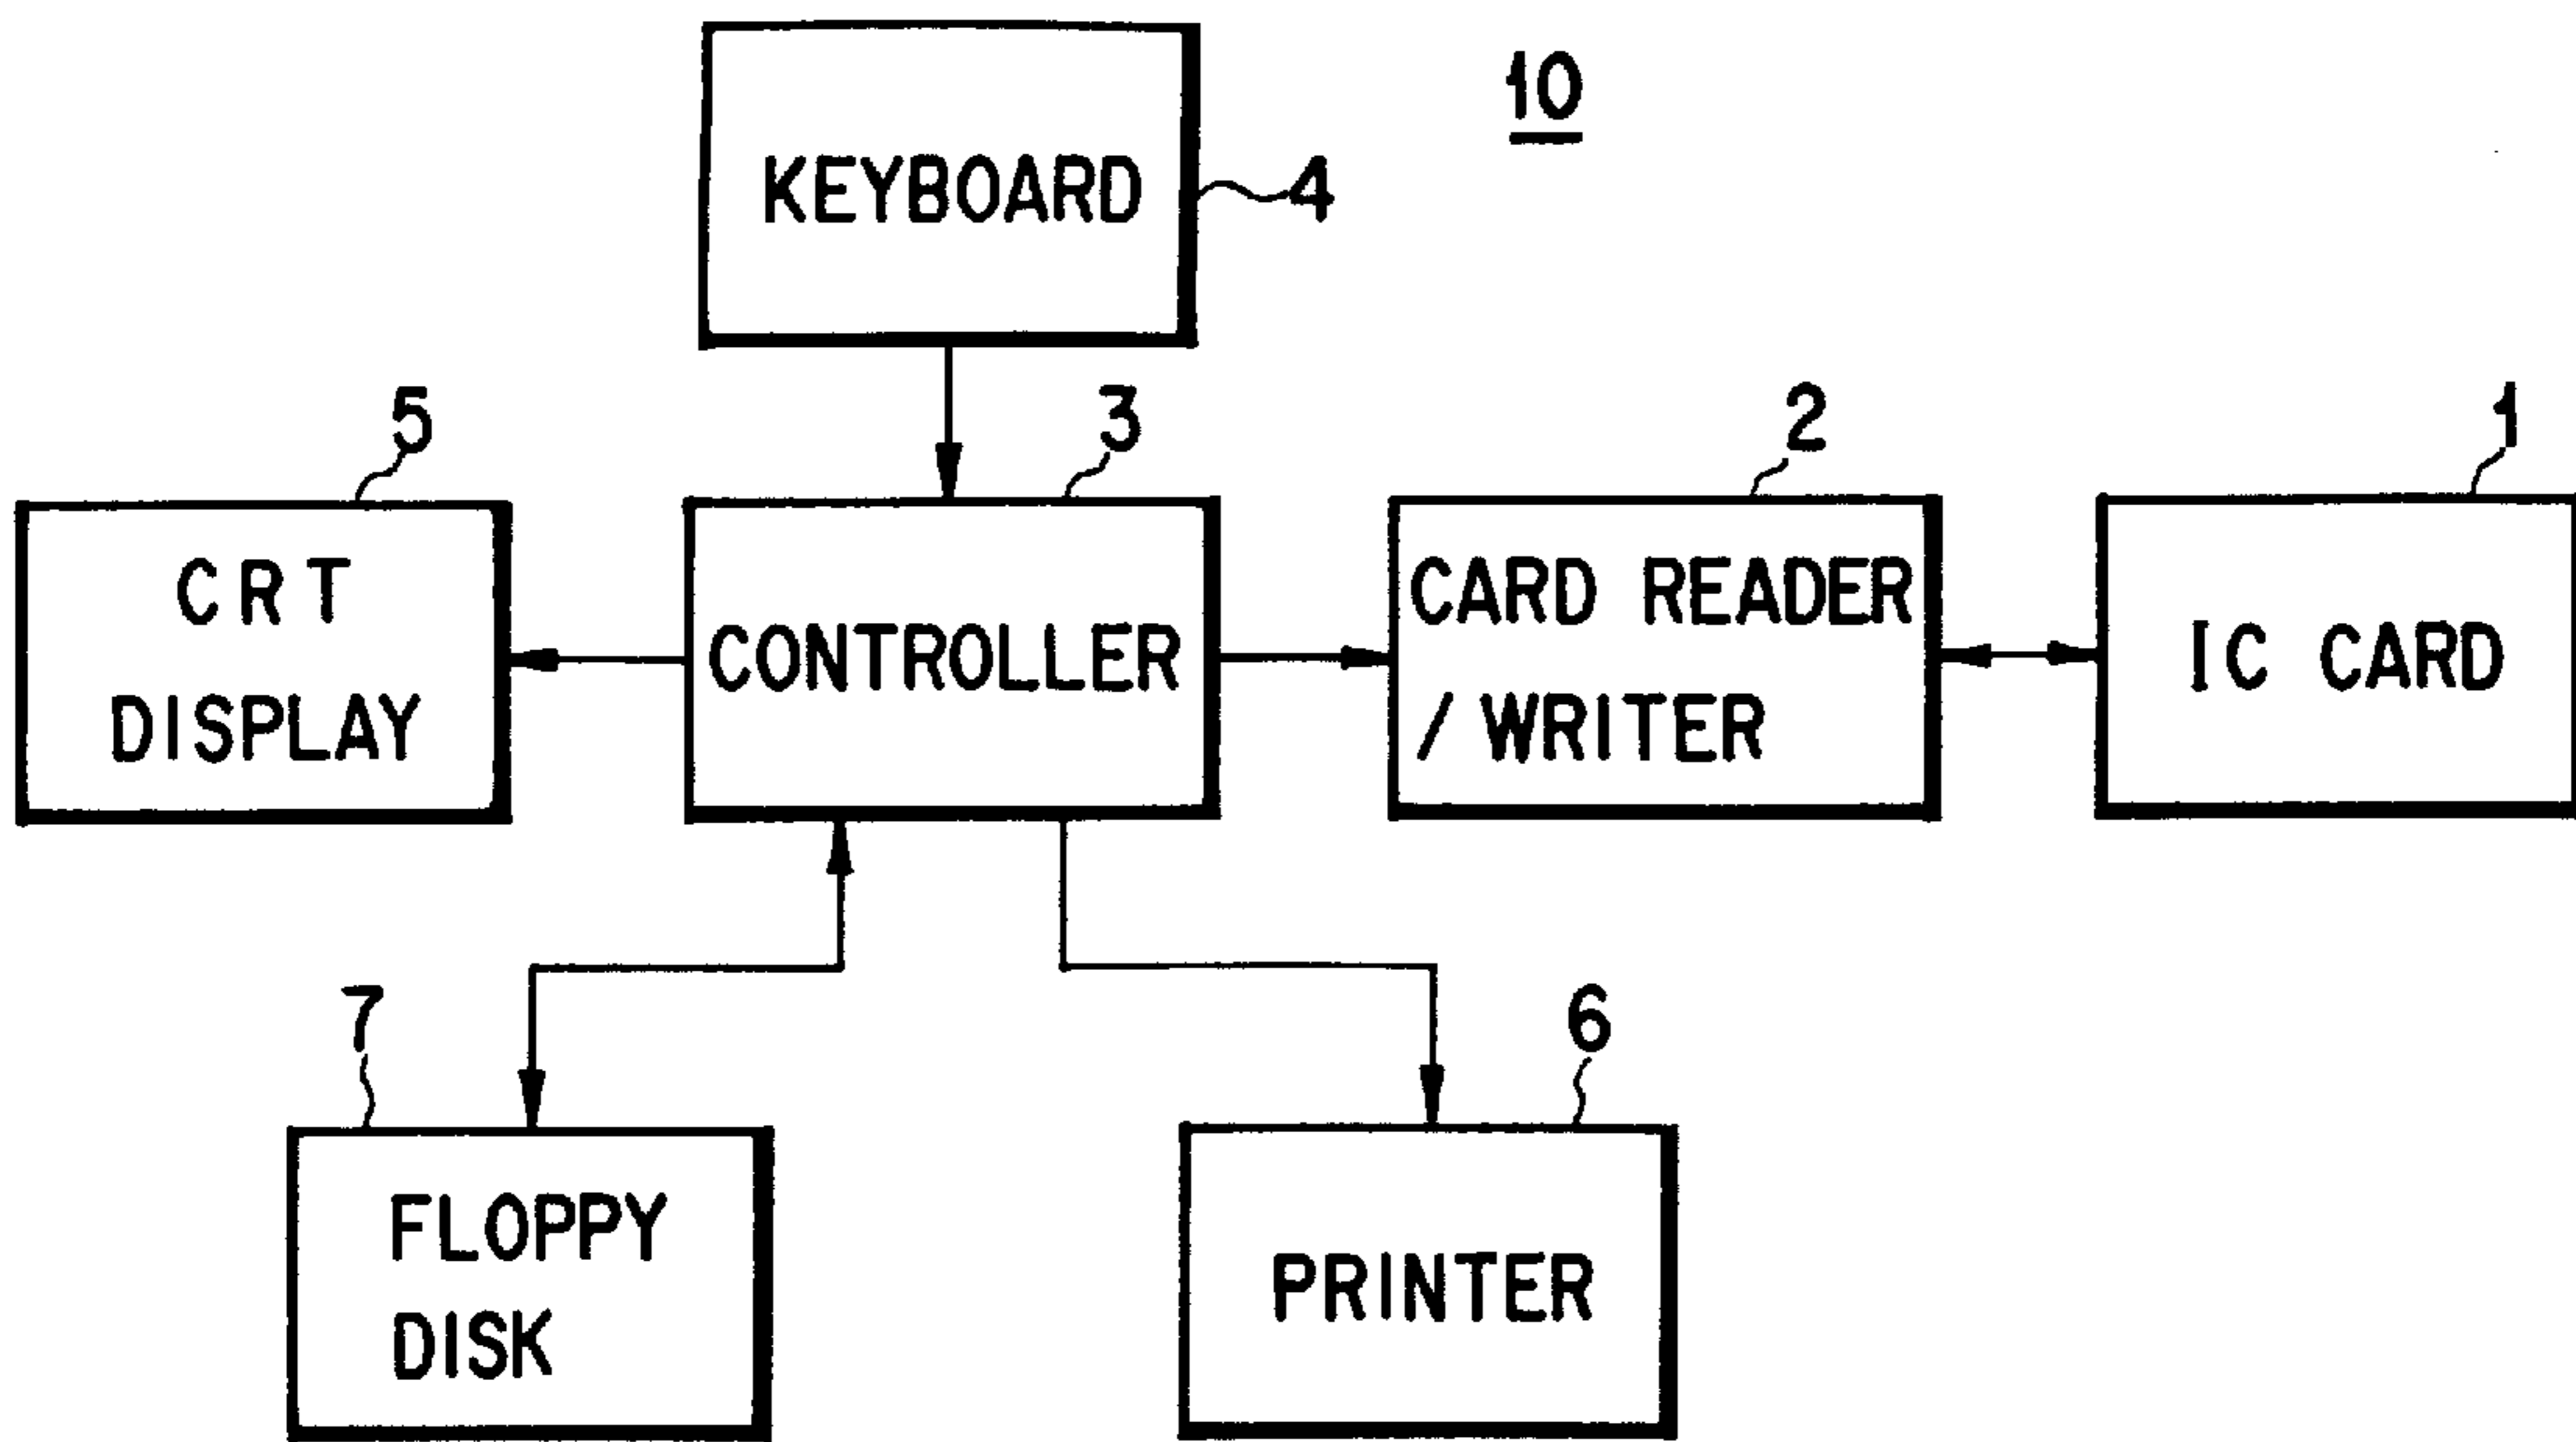 10
KEYBOARD
4
5
3
2
1
CRT
DISPLAY
CONTROLLER
CARD READER
/ WRITER
IC CARD
7
6
FLOPPY
DISK
PRINTER